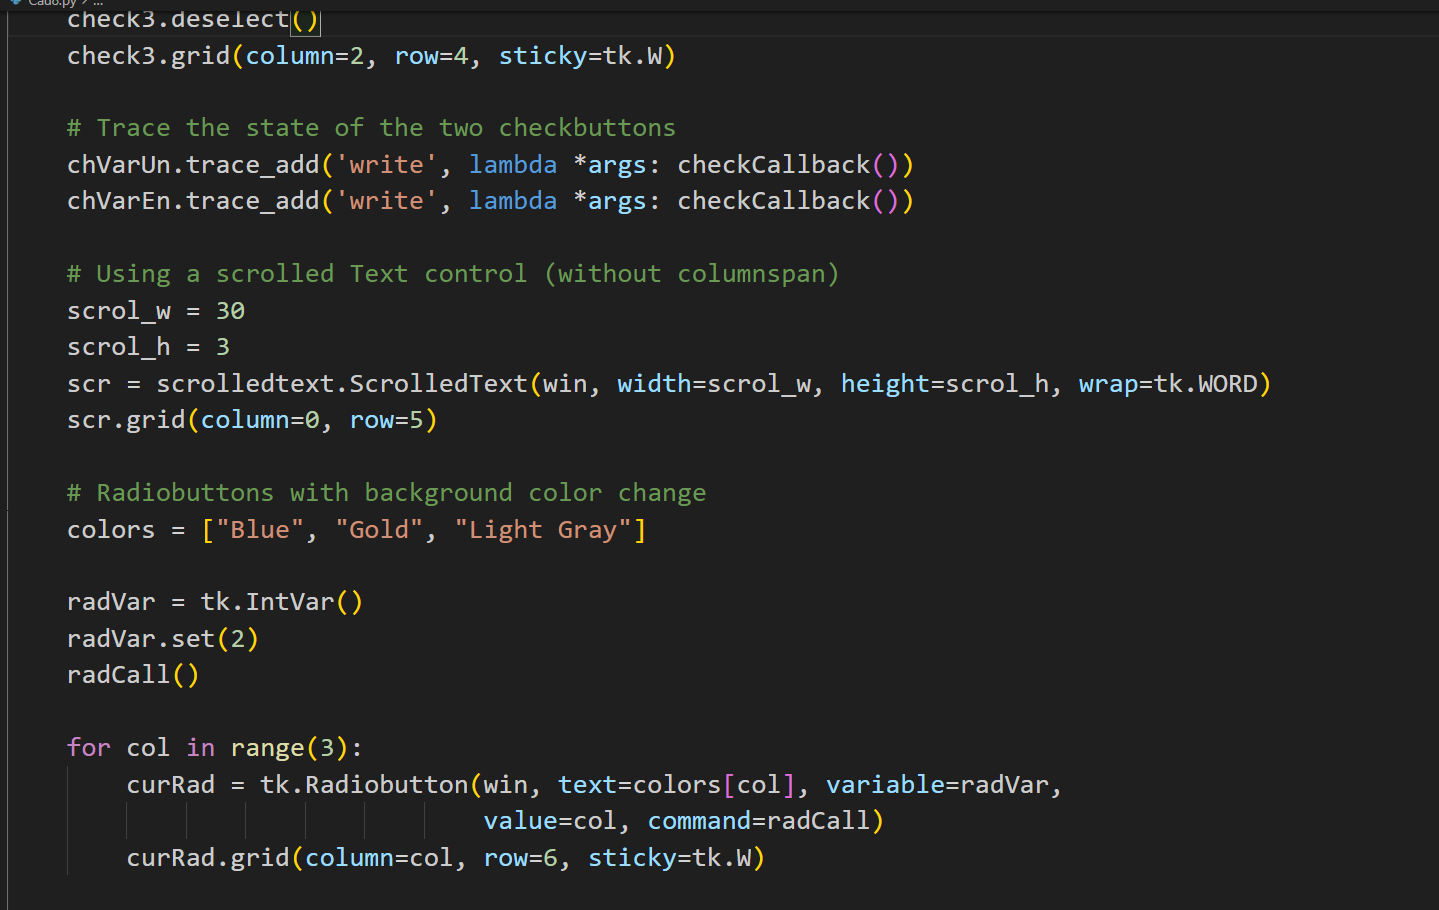 Cau6.py > ...
check3.deselect()
check3.grid(column=2, row=4, sticky=tk.W)
# Trace the state of the two checkbuttons
chVarUn.trace_add('write', lambda *args: checkCallback())
chVarEn.trace_add('write', lambda *args: checkCallback())
# Using a scrolled Text control (without columnspan)
scrol_w = 30
scrol_h = 3
scr = scrolledtext.ScrolledText(win, width=scrol_w, height=scrol_h, wrap=tk.WORD)
scr.grid(column=0, row=5)
# Radiobuttons with background color change
colors = ["Blue", "Gold", "Light Gray"]
radVar = tk.IntVar()
radVar.set(2)
radCall()
for col in range(3):
    curRad = tk.Radiobutton(win, text=colors[col], variable=radVar,
                            value=col, command=radCall)
    curRad.grid(column=col, row=6, sticky=tk.W)